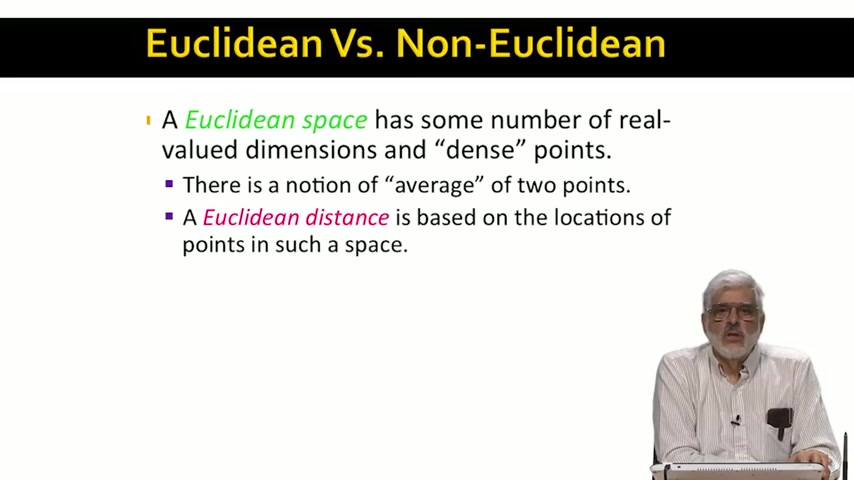 Euclidean Vs. Non-Euclidean
A Euclidean space has some number of real-
valued dimensions and “dense” points.
There is a notion of “average” of two points.
A Euclidean distance is based on the locations of
points in such a space.